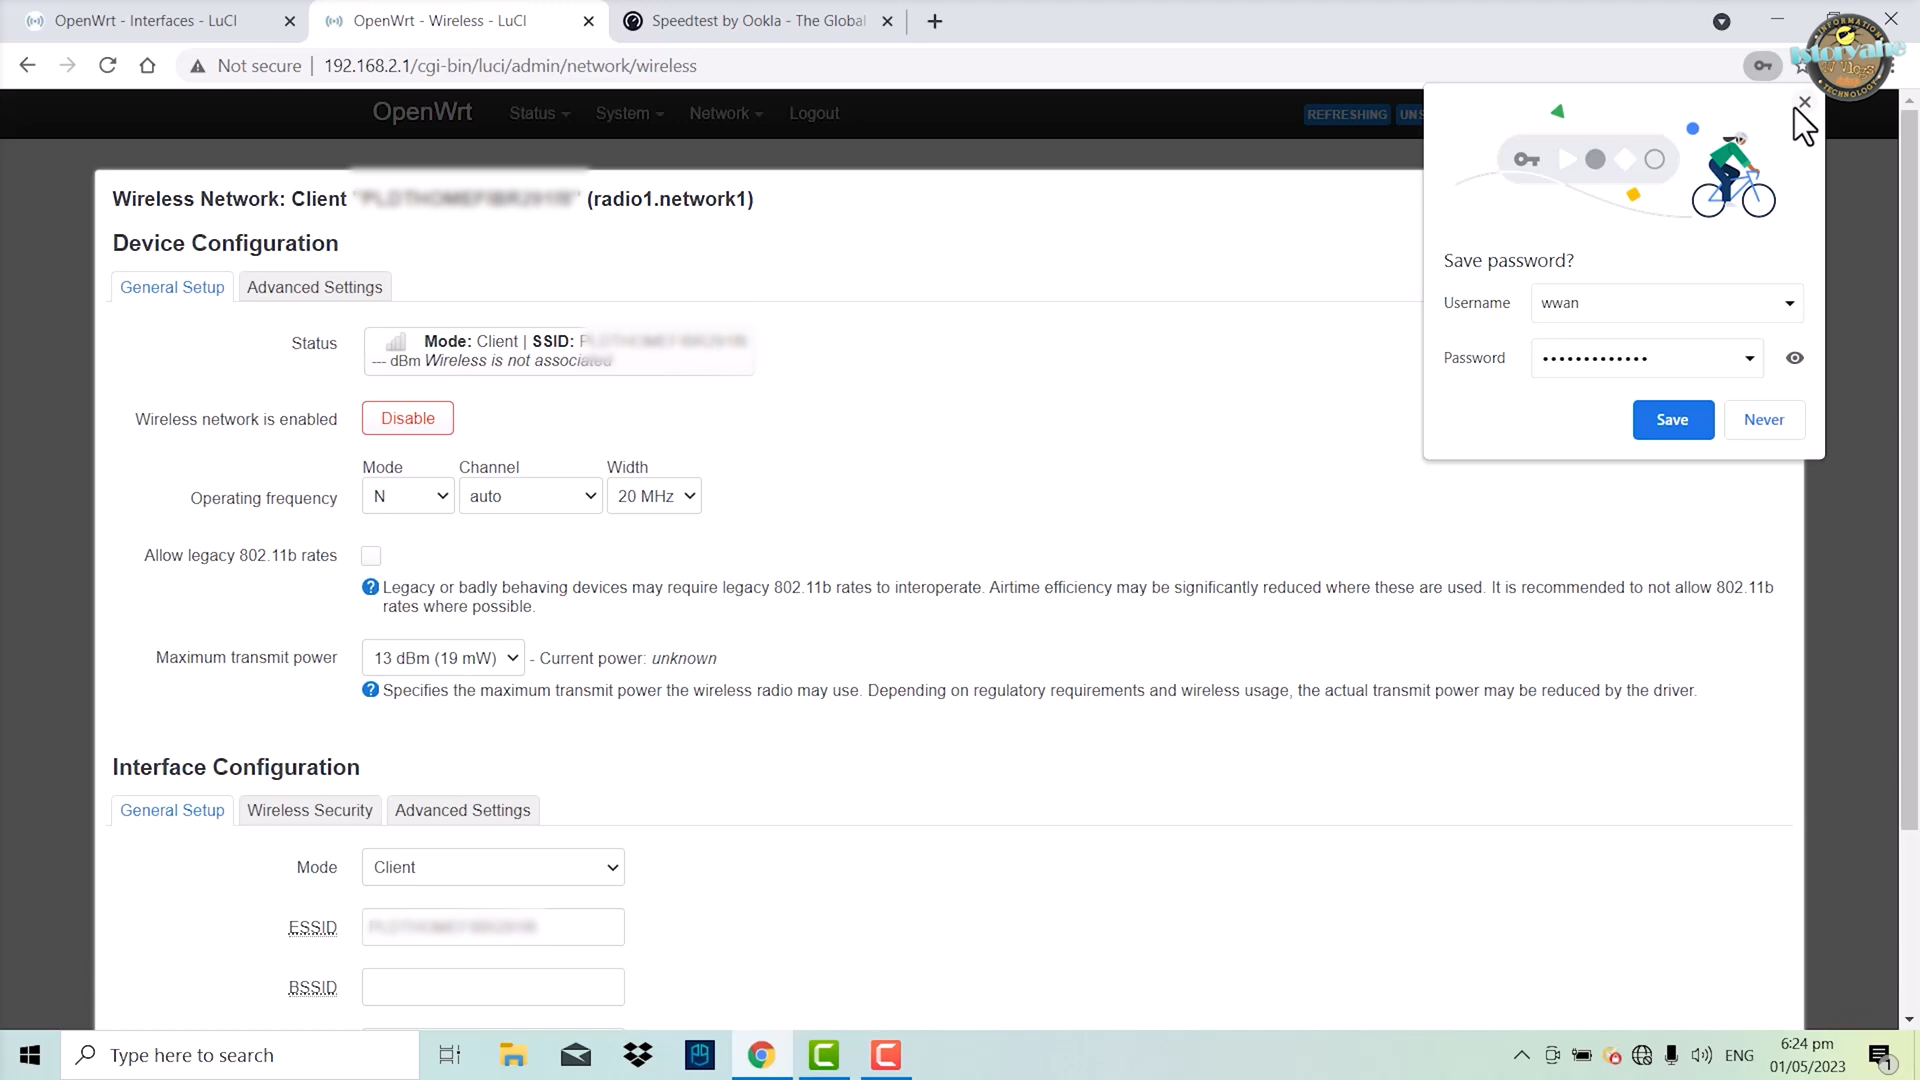 OpenWrt - Interfaces - LuCI
OpenWrt - Wireless - LuCI
Speedtest by Ookla - The Global
Not secure
192.168.2.1/cgi-bin/luci/admin/network/wireless
INFORMATION
TV Vlogs
TECHNOLOGY
OpenWrt
Status
System
Network
Logout
REFRESHING
UNS
Wireless Network: Client
(radio1.network1)
Device Configuration
General Setup
Advanced Settings
Status
Mode: Client | SSID:
--- dBm Wireless is not associated
Wireless network is enabled
Disable
Mode
Channel
Width
Operating frequency
N
auto
20 MHz
Allow legacy 802.11b rates
Legacy or badly behaving devices may require legacy 802.11b rates to interoperate. Airtime efficiency may be significantly reduced where these are used. It is recommended to not allow 802.11b
rates where possible.
Maximum transmit power
13 dBm (19 mW)
- Current power: unknown
Specifies the maximum transmit power the wireless radio may use. Depending on regulatory requirements and wireless usage, the actual transmit power may be reduced by the driver.
Interface Configuration
General Setup
Wireless Security
Advanced Settings
Mode
Client
ESSID
BSSID
Save password?
Username
wwan
Password
•••••••••••••
Save
Never
Type here to search
ENG
6:24 pm
01/05/2023
1